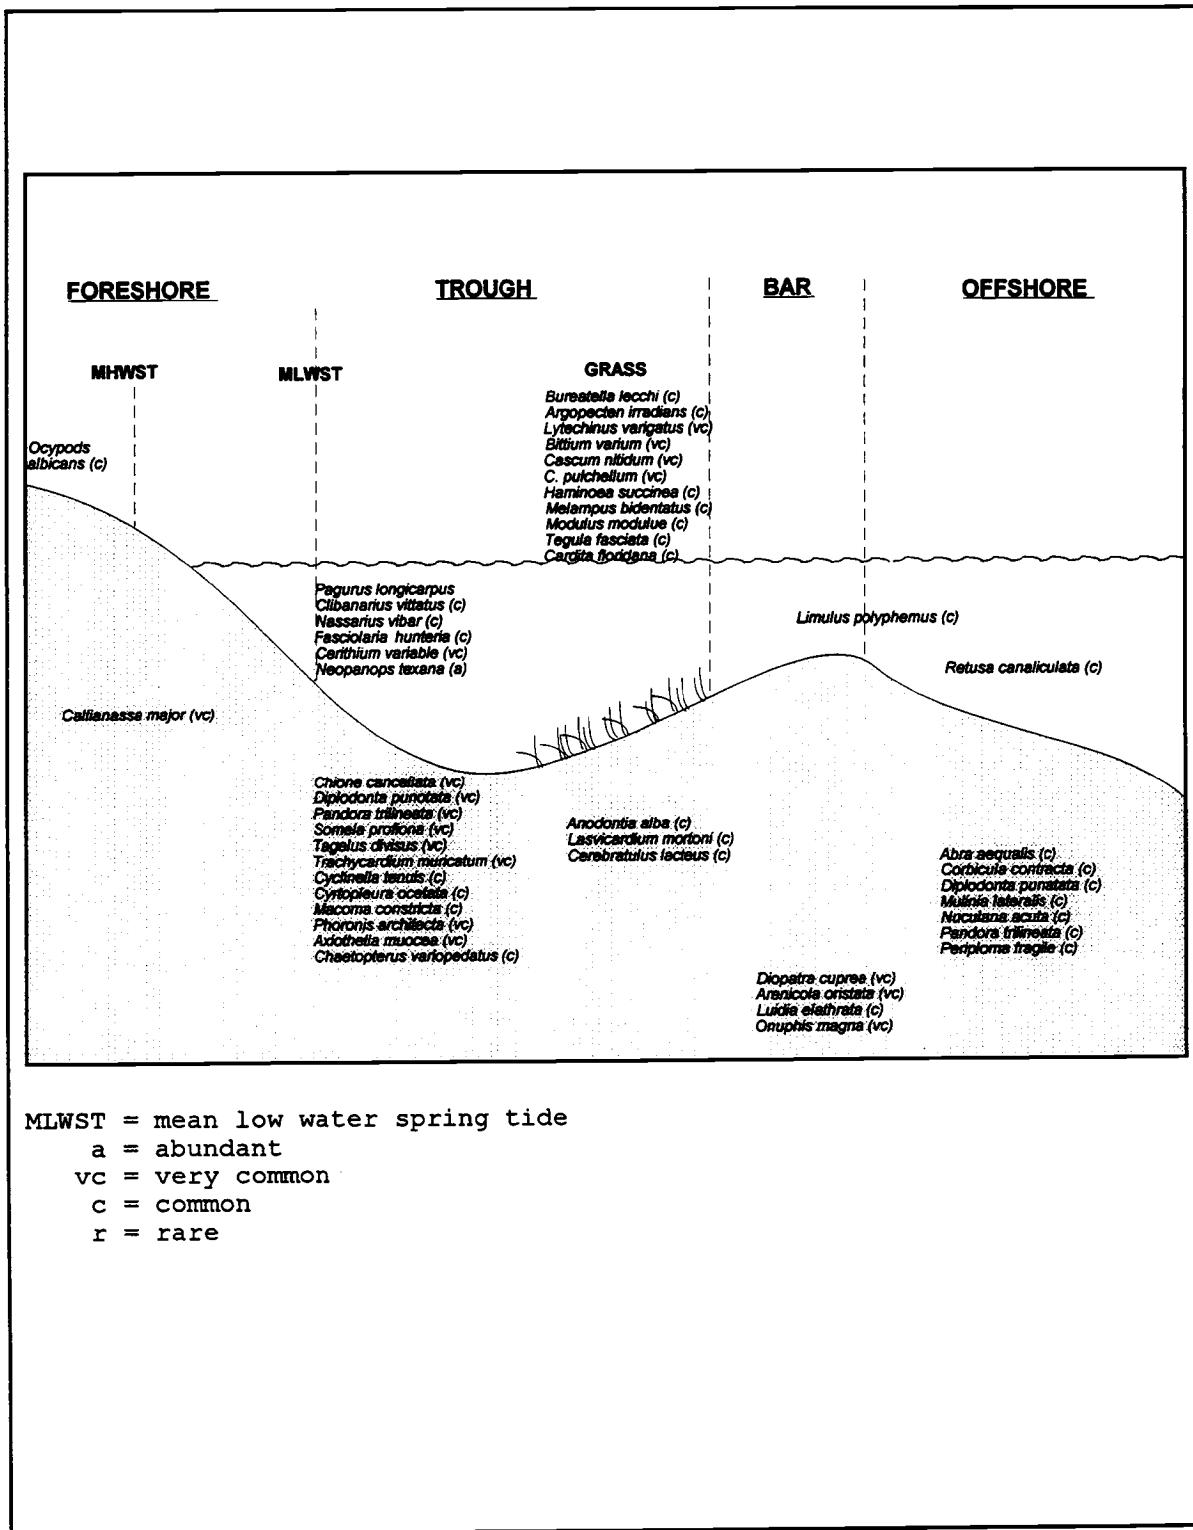 FORESHORE
TROUGH
BAR
OFFSHORE
MHWST
MLWST
GRASS
Bureatella lecchi (c)
Argopecten irradians (c)
Lytechinus varigatus (vc)
Bittium varium (vc)
Cascum nitidum (vc)
C. pulchellum (vc)
Haminoea succinea (c)
Melampus bidentatus (c)
Modulus modulue (c)
Tegula fasciata (c)
Cardita floridana (c)
Ocypods
albicans (c)
Pagurus longicarpus
Clibanarius vittatus (c)
Nassarius vibar (c)
Fasciolaria hunteria (c)
Cerithium variable (vc)
Neopanops texana (a)
Limulus polyphemus (c)
Retusa canaliculata (c)
Callianassa major (vc)
Chione cancellata (vc)
Diplodonta punotata (vc)
Pandora trilineata (vc)
Somela profiona (vc)
Tagelus divisus (vc)
Trachycardium muricatum (vc)
Cyclinella tenuis (c)
Cyrtopleura ocelata (c)
Macoma constricta (c)
Phoronis architecta (vc)
Axiothella muocea (vc)
Chaetopterus variopedatus (c)
Anodontia alba (c)
Lasvicardium mortoni (c)
Cerebratulus lacteus (c)
Abra aequalis (c)
Corbicula contracta (c)
Diplodonta punatata (c)
Mulinia lateralis (c)
Nuculana acuta (c)
Pandora trilineata (c)
Periploma fragile (c)
Diopatra cuprea (vc)
Arenicola oristata (vc)
Luidia elathrata (c)
Onuphis magna (vc)
MLWST = mean low water spring tide
a = abundant
vc = very common
c = common
r = rare